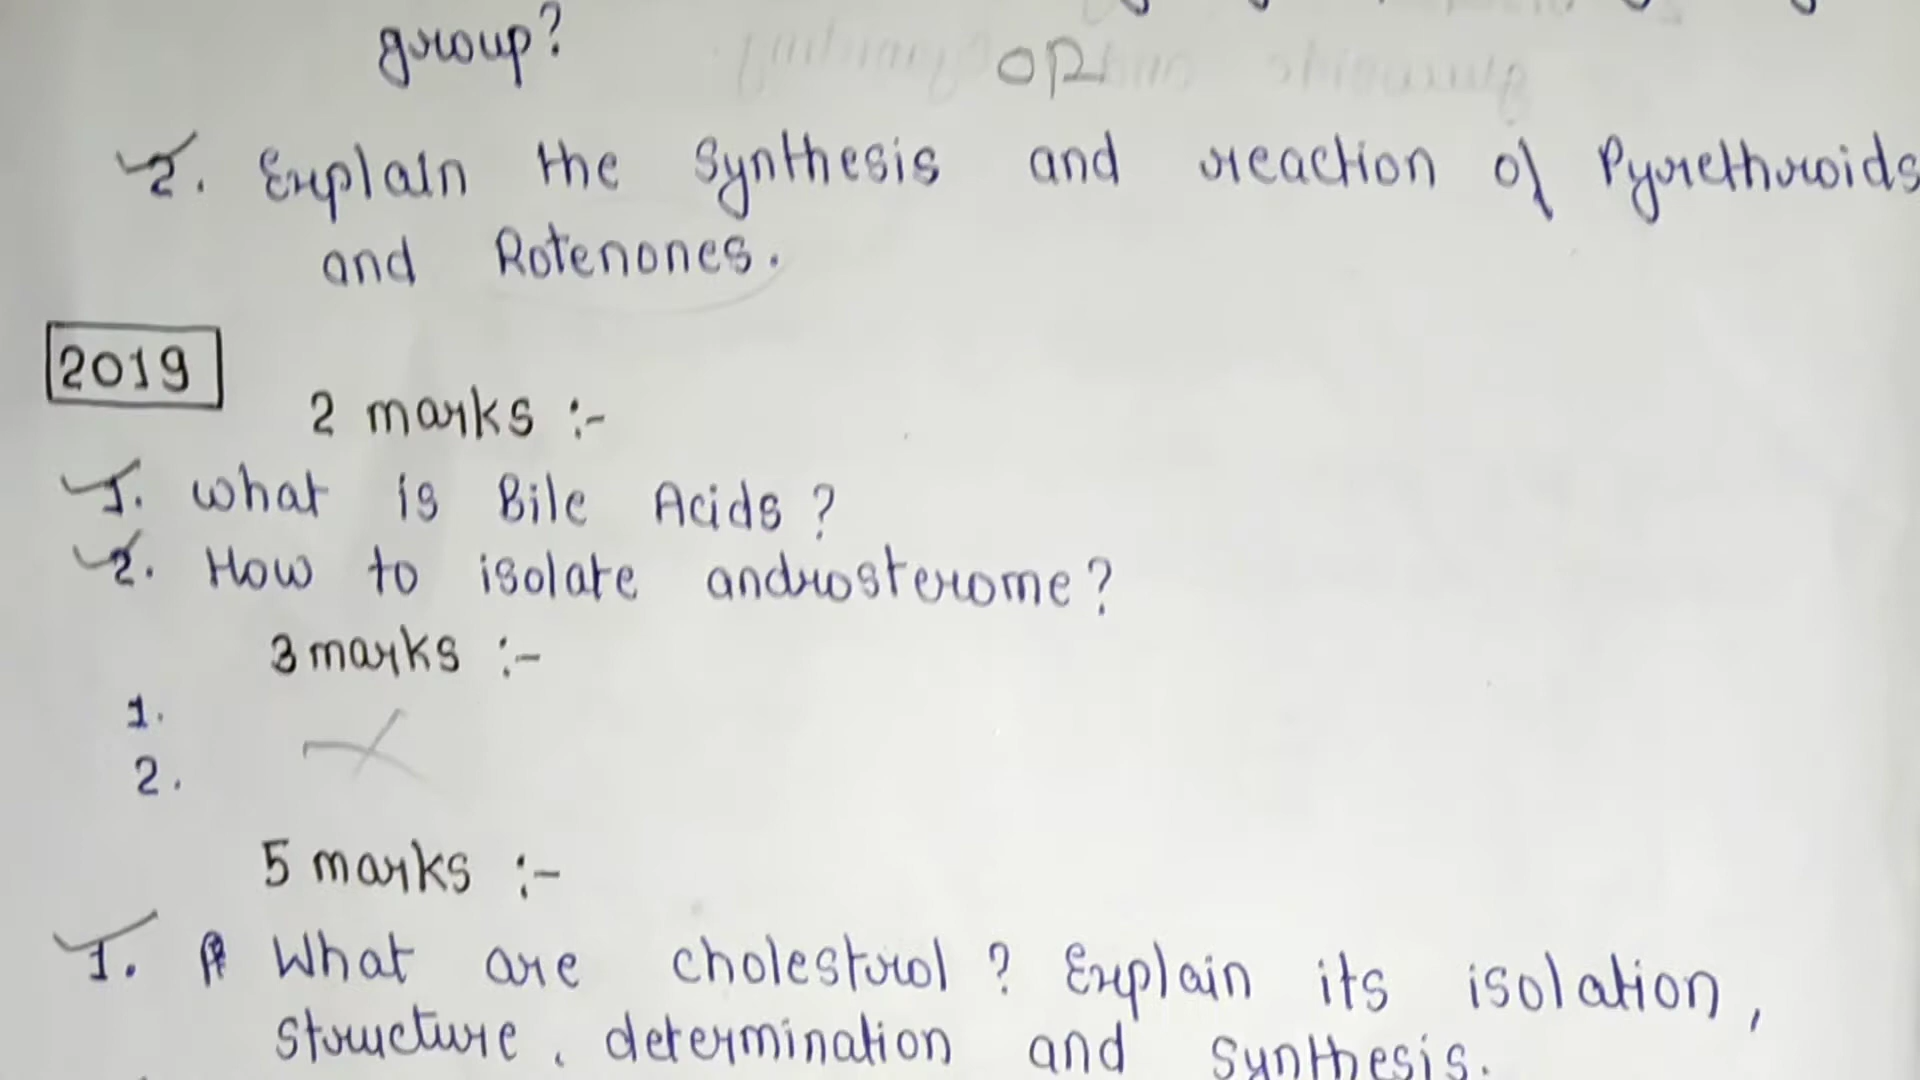 group?
OR
2. Explain the synthesis and reaction of Pyrethroids
and Rotenones.
2019
2 marks :-
1. what is Bile Acids?
2. How to isolate androsterome?
3 marks :-
1.
2.
5 marks :-
1. What are cholestrol? Explain its isolation,
structure, determination and synthesis.